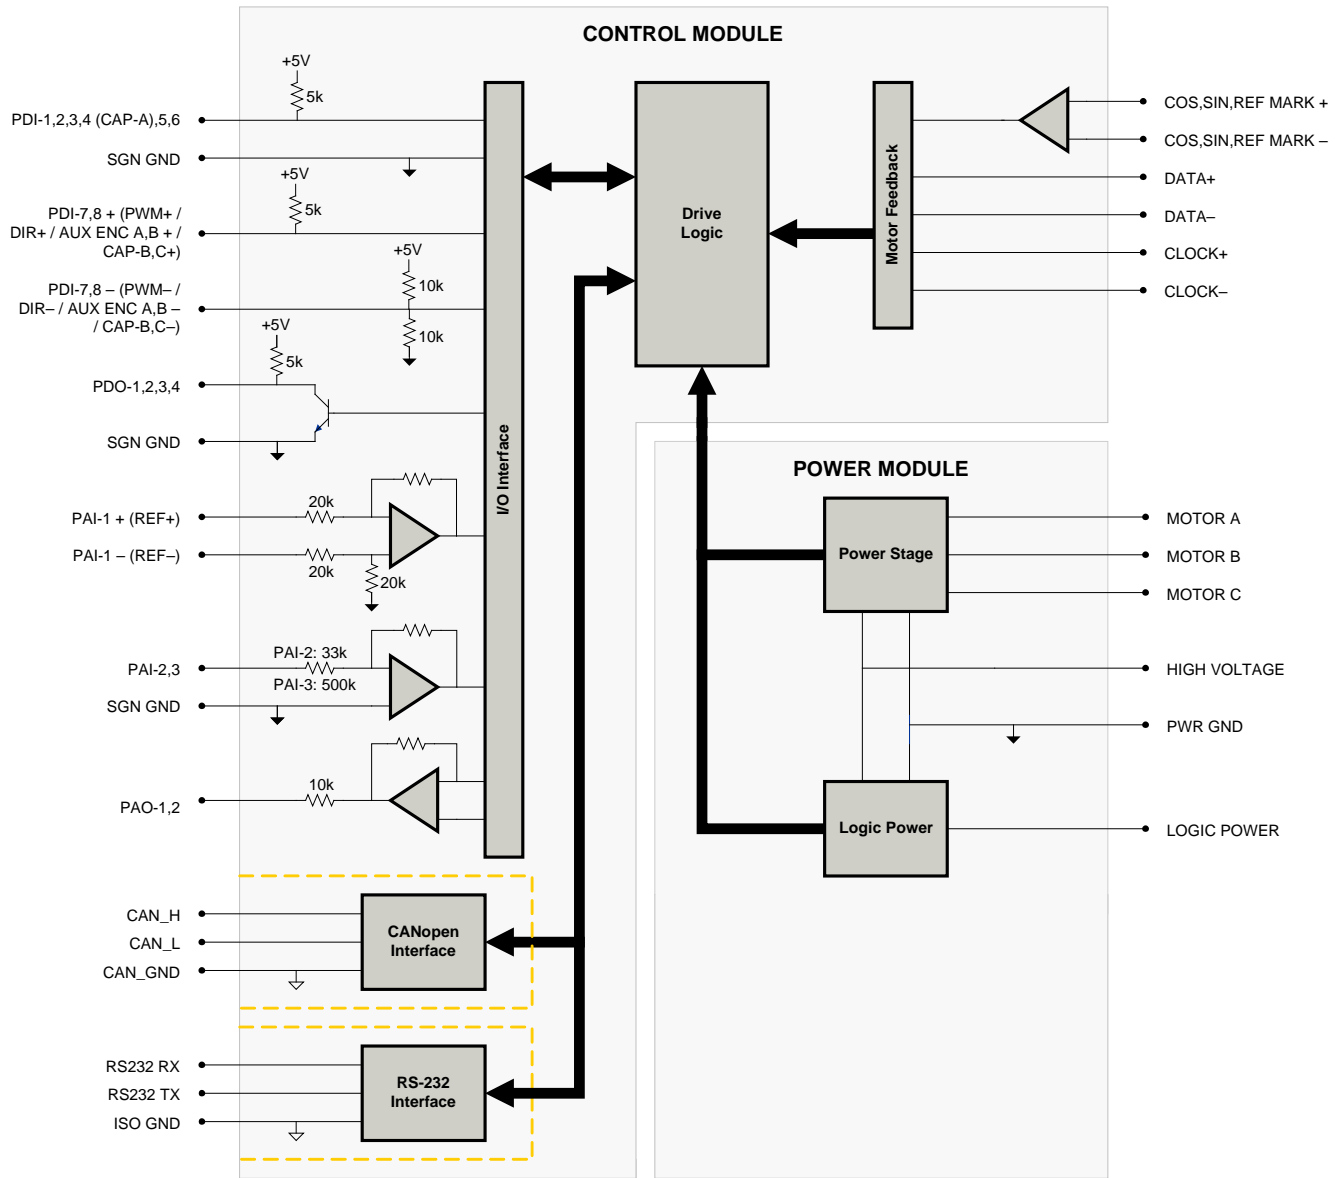 CONTROL MODULE
+5V
5k
PDI-1,2,3,4 (CAP-A),5,6
SGN GND
+5V
5k
PDI-7,8 + (PWM+ /
DIR+ / AUX ENC A,B + /
CAP-B,C+)
+5V
10k
PDI-7,8 – (PWM– /
DIR– / AUX ENC A,B –
/ CAP-B,C–)
10k
+5V
5k
PDO-1,2,3,4
SGN GND
20k
PAI-1 + (REF+)
PAI-1 – (REF–)
20k
20k
PAI-2: 33k
PAI-2,3
PAI-3: 500k
SGN GND
10k
PAO-1,2
I/O Interface
CAN_H
CAN_L
CAN_GND
CANopen
Interface
RS232 RX
RS232 TX
ISO GND
RS-232
Interface
Drive
Logic
Motor Feedback
COS,SIN,REF MARK +
COS,SIN,REF MARK –
DATA+
DATA–
CLOCK+
CLOCK–
POWER MODULE
Power Stage
MOTOR A
MOTOR B
MOTOR C
HIGH VOLTAGE
PWR GND
Logic Power
LOGIC POWER